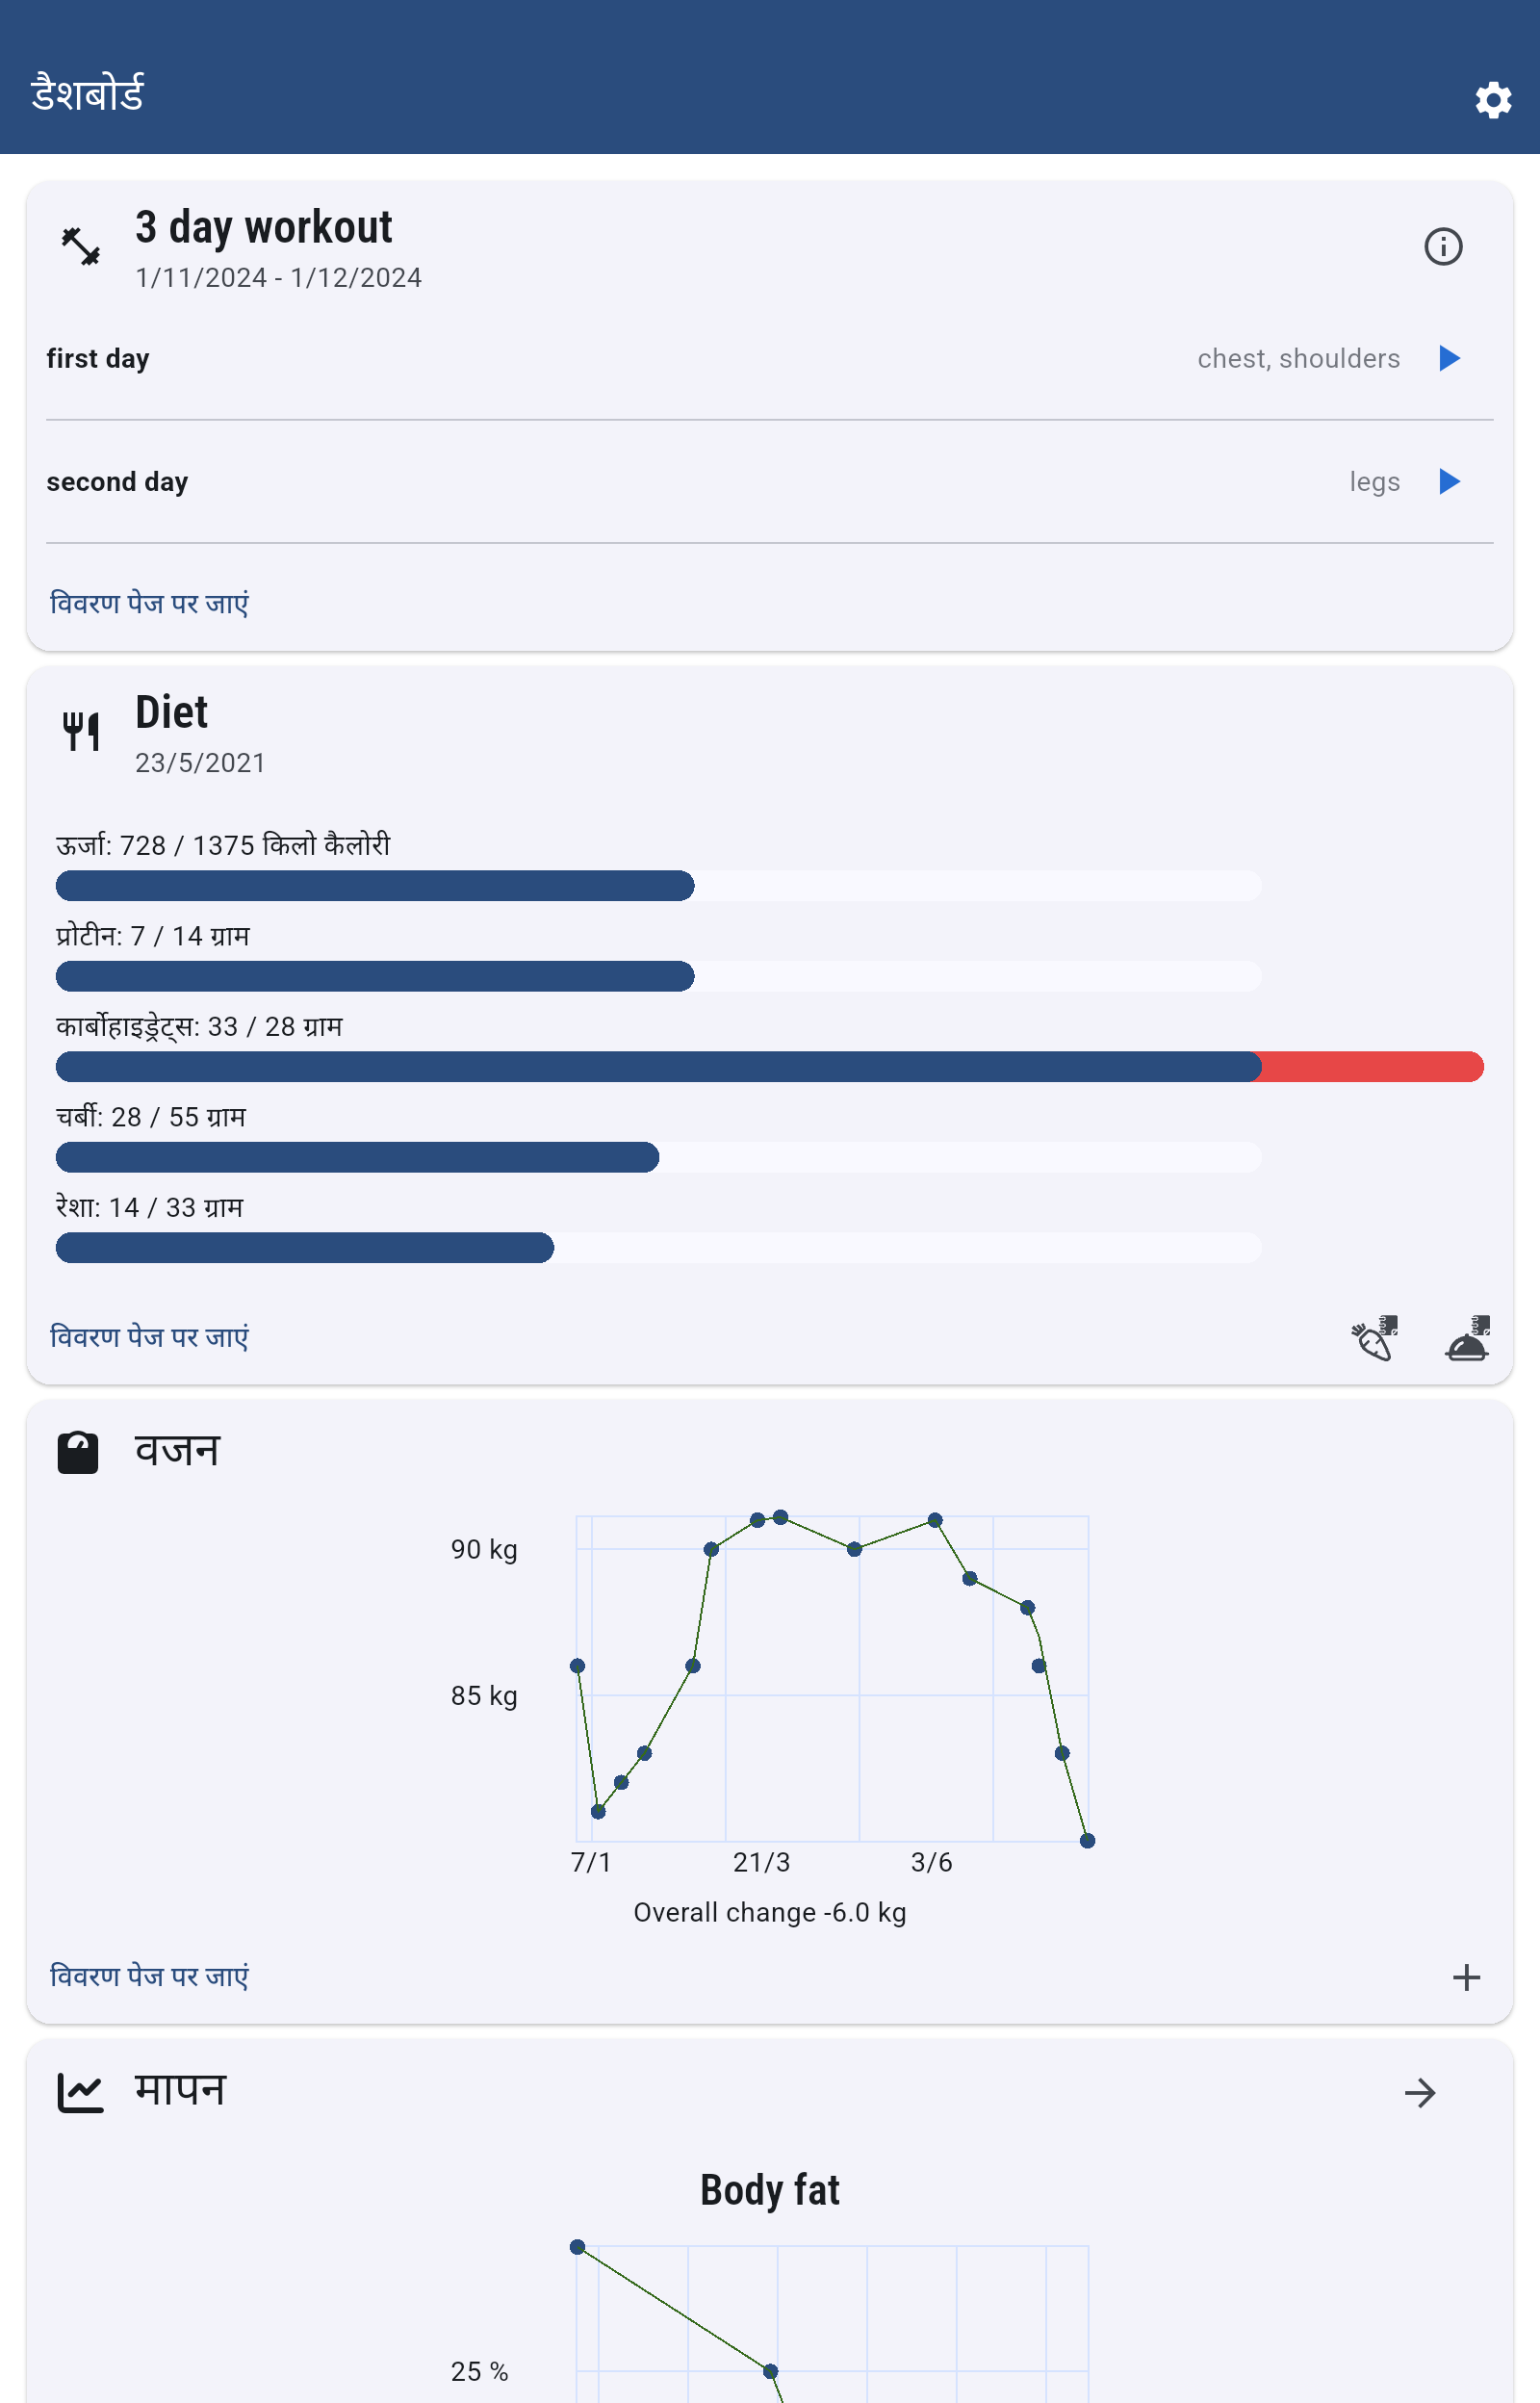 डैशबोर्ड
3 day workout
1/11/2024 - 1/12/2024
first day chest, shoulders
second day legs
विवरण पेज पर जाएं
Diet
23/5/2021
ऊर्जा: 728 / 1375 किलो कैलोरी
प्रोटीन: 7 / 14 ग्राम
कार्बोहाइड्रेट्स: 33 / 28 ग्राम
चर्बी: 28 / 55 ग्राम
रेशा: 14 / 33 ग्राम
विवरण पेज पर जाएं
वजन
90 kg
85 kg
7/1 21/3 3/6
Overall change -6.0 kg
विवरण पेज पर जाएं
मापन
Body fat
25 %